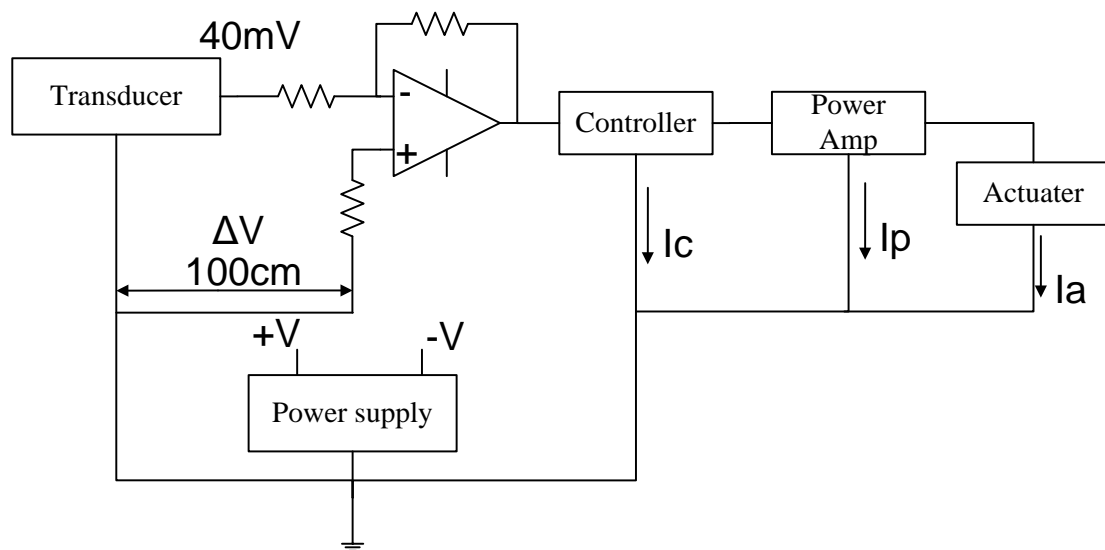 40mV
Transducer
-
+
Controller
Power
Amp
Actuater
ΔV
100cm
Ic
Ip
Ia
+V
-V
Power supply